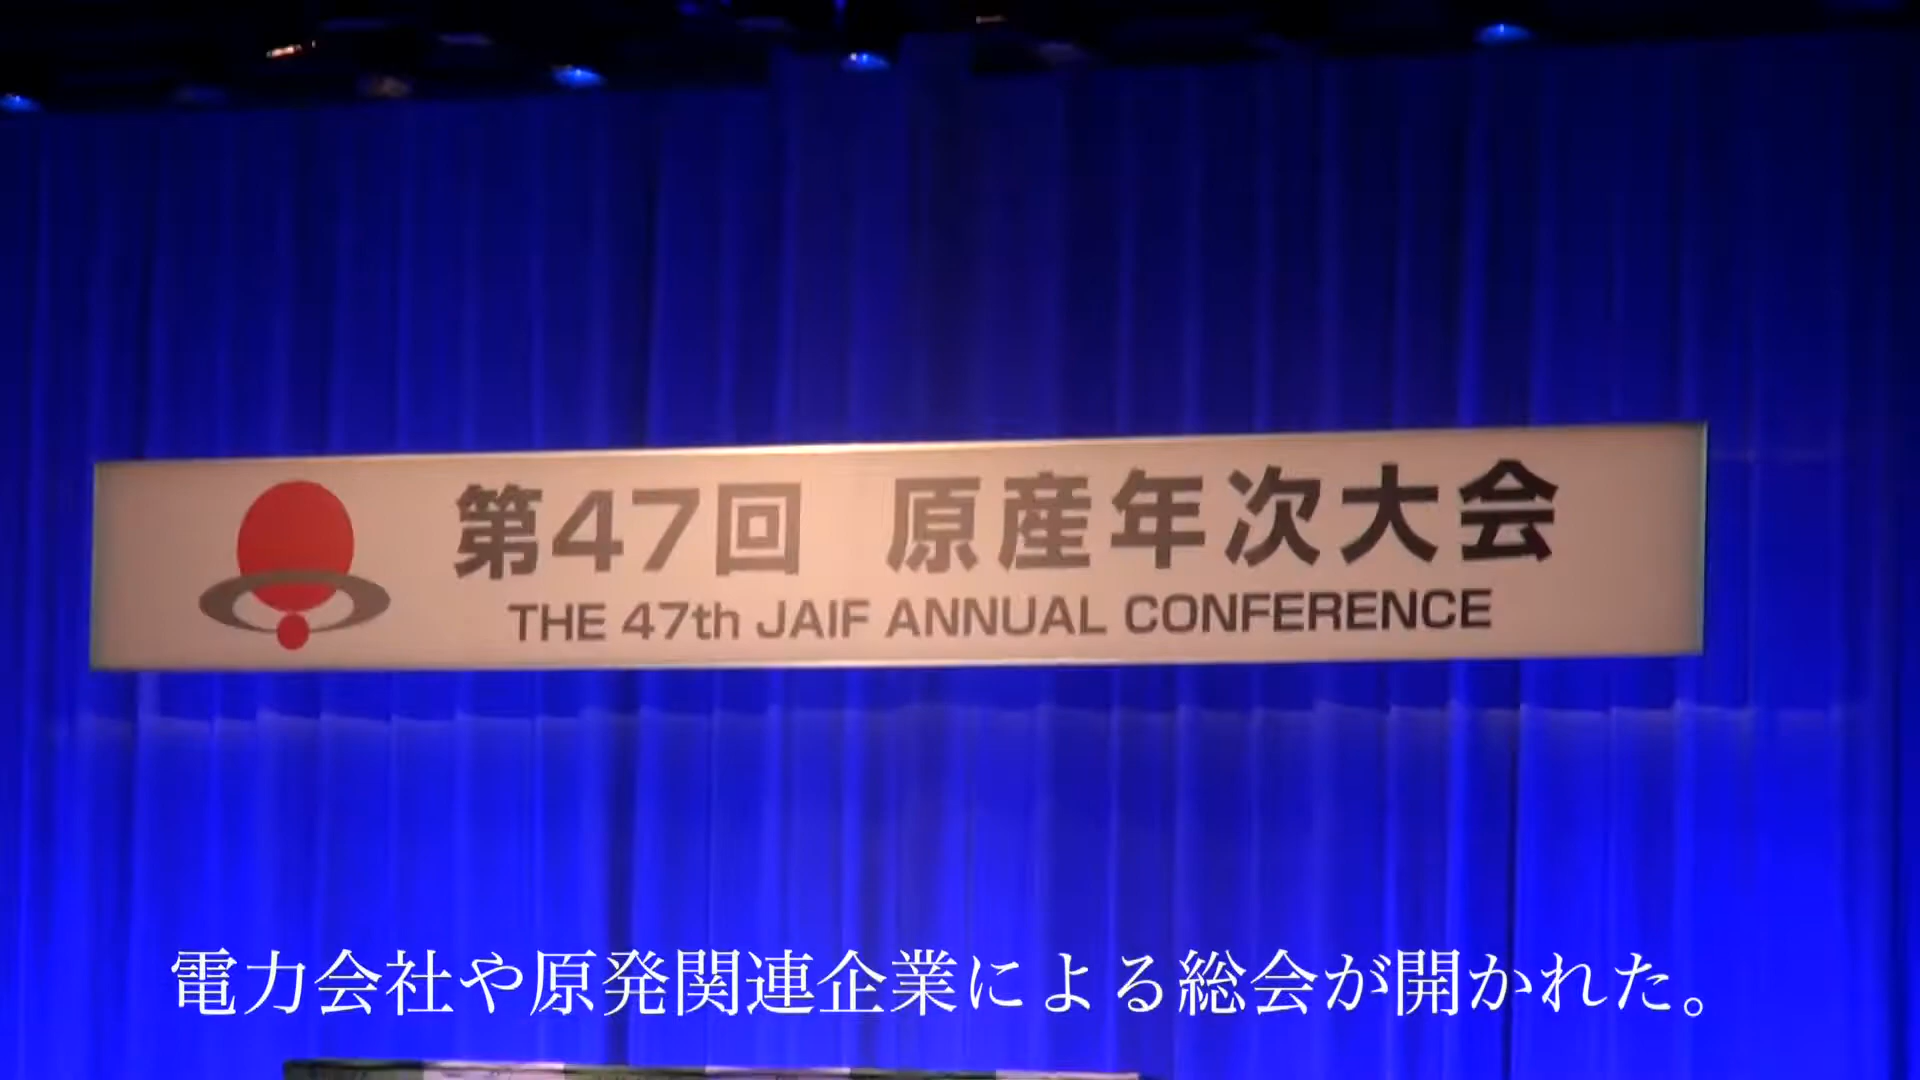 第47回 原産年次大会
THE 47th JAIF ANNUAL CONFERENCE
電力会社や原発関連企業による総会が開かれた。